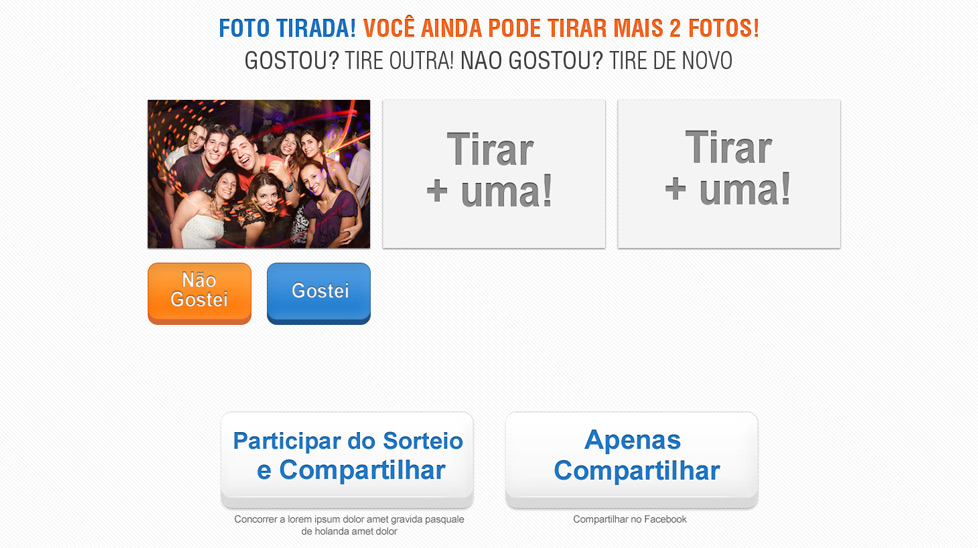 FOTO TIRADA! VOCÊ AINDA PODE TIRAR MAIS 2 FOTOS!
GOSTOU? TIRE OUTRA! NAO GOSTOU? TIRE DE NOVO
Tirar
+ uma!
Tirar
+ uma!
Não
Gostei
Gostei
Participar do Sorteio
e Compartilhar
Apenas
Compartilhar
Concorrer a lorem ipsum dolor amet gravida pasquale
de holanda amet dolor
Compartilhar no Facebook